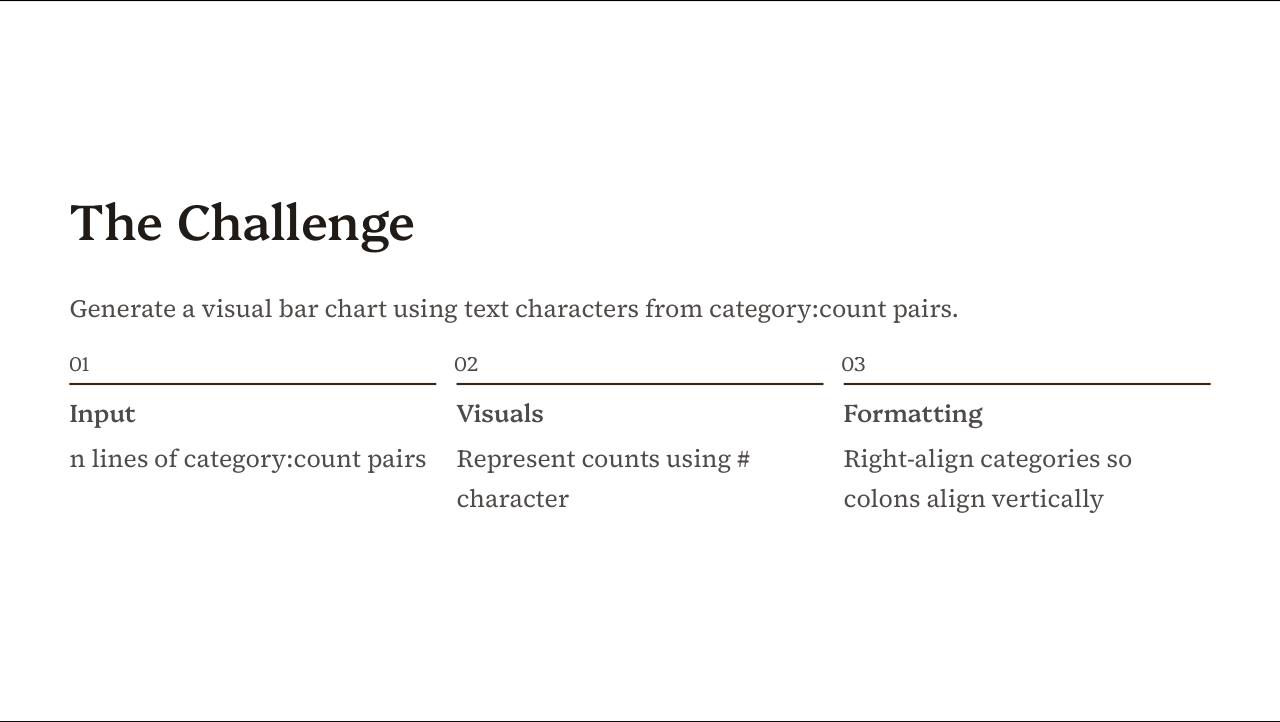 The Challenge
Generate a visual bar chart using text characters from category:count pairs.
01
Input
n lines of category:count pairs
02
Visuals
Represent counts using #
character
03
Formatting
Right-align categories so
colons align vertically